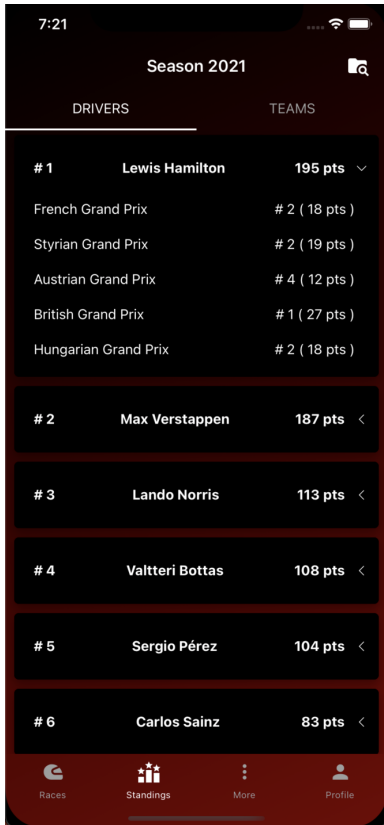 7:21
Season 2021
DRIVERS TEAMS
# 1 Lewis Hamilton 195 pts
French Grand Prix # 2 ( 18 pts )
Styrian Grand Prix # 2 ( 19 pts )
Austrian Grand Prix # 4 ( 12 pts )
British Grand Prix # 1 ( 27 pts )
Hungarian Grand Prix # 2 ( 18 pts )
# 2 Max Verstappen 187 pts
# 3 Lando Norris 113 pts
# 4 Valtteri Bottas 108 pts
# 5 Sergio Pérez 104 pts
# 6 Carlos Sainz 83 pts
Races Standings More Profile